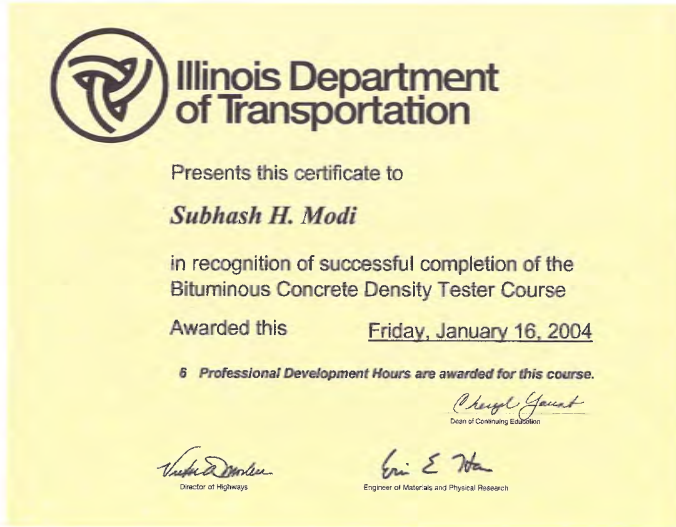 Illinois Department
of Transportation
Presents this certificate to
Subhash H. Modi
in recognition of successful completion of the
Bituminous Concrete Density Tester Course
Awarded this Friday, January 16, 2004
6 Professional Development Hours are awarded for this course.
Cheryl
Dean of Continuing Education
Director of Highways
Eric E.
Engineer of Materials and Physical Research